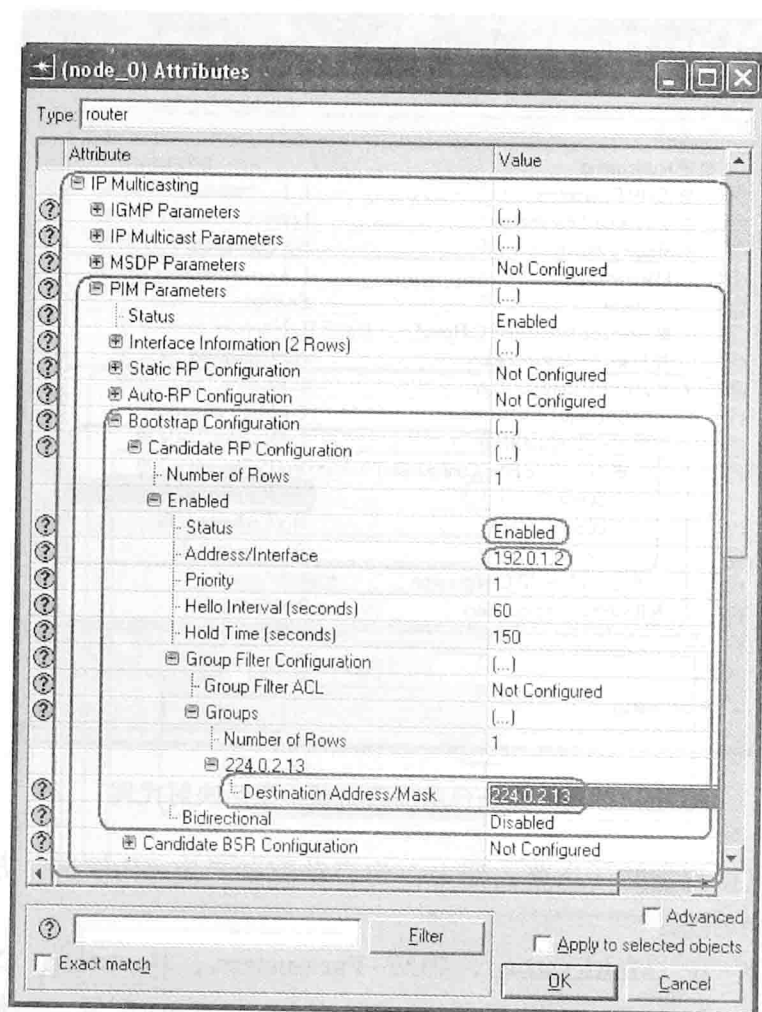 (node_0) Attributes
Type: router
Attribute Value
IP Multicasting
IGMP Parameters (...)
IP Multicast Parameters (...)
MSDP Parameters Not Configured
PIM Parameters (...)
Status Enabled
Interface Information (2 Rows) (...)
Static RP Configuration Not Configured
Auto-RP Configuration Not Configured
Bootstrap Configuration (...)
Candidate RP Configuration (...)
Number of Rows 1
Enabled
Status Enabled
Address/Interface 192.0.1.2
Priority 1
Hello Interval (seconds) 60
Hold Time (seconds) 150
Group Filter Configuration (...)
Group Filter ACL Not Configured
Groups (...)
Number of Rows 1
224.0.2.13
Destination Address/Mask 224.0.2.13
Bidirectional Disabled
Candidate BSR Configuration Not Configured
Advanced
Filter
Apply to selected objects
Exact match
OK Cancel